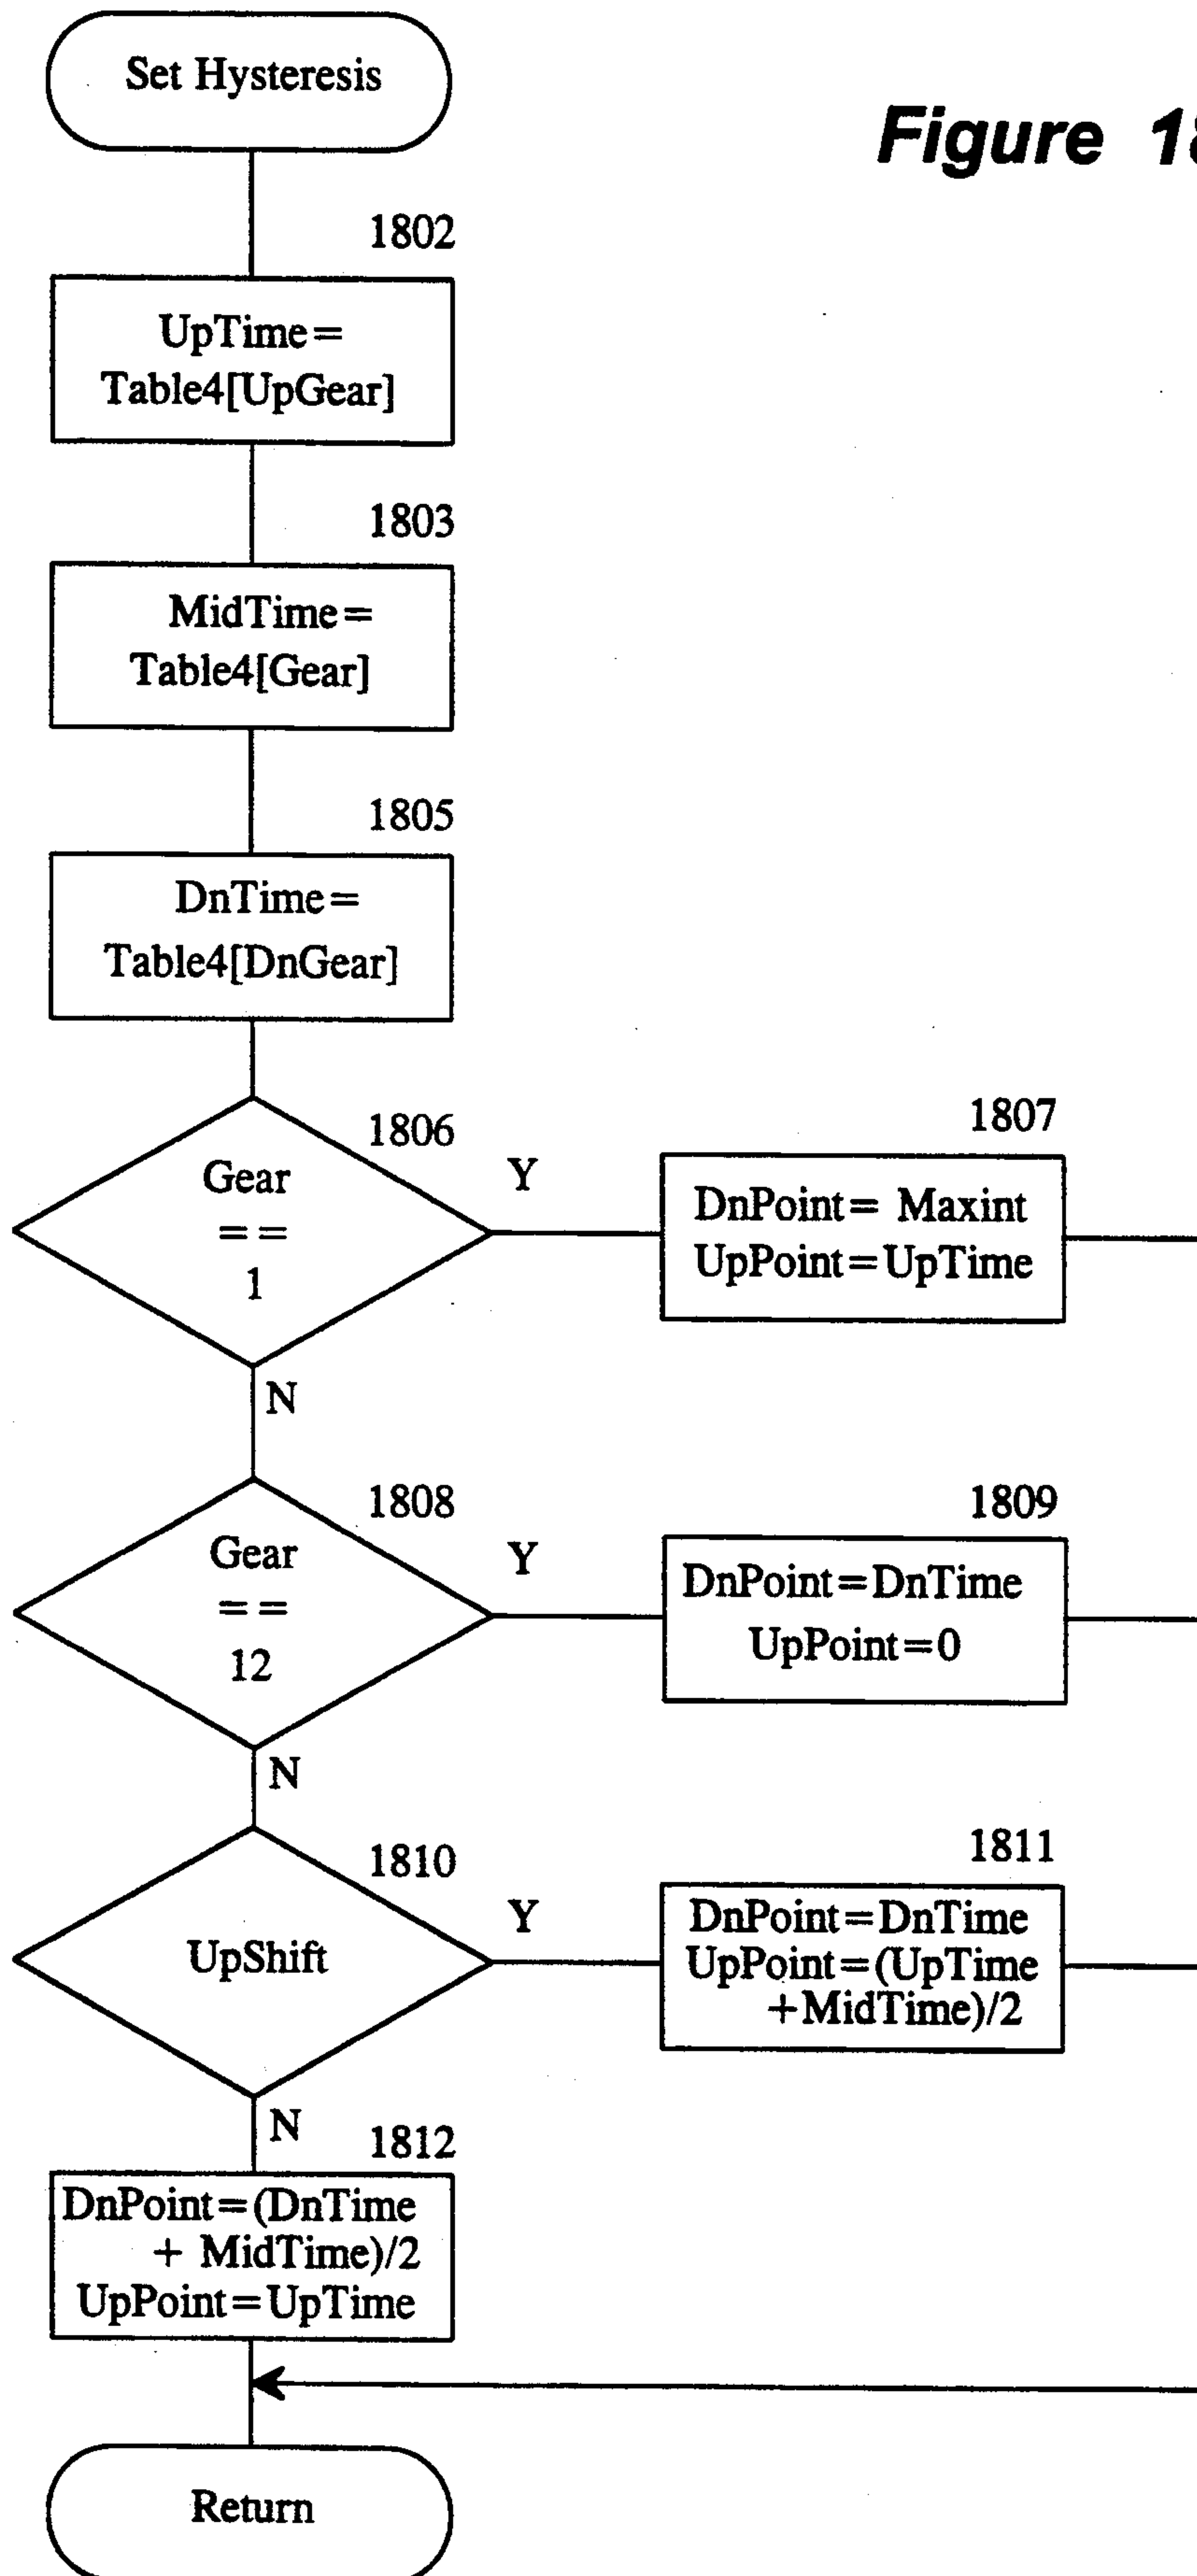 Set Hysteresis
Figure 18
1802
UpTime=
Table4[UpGear]
1803
MidTime=
Table4[Gear]
1805
DnTime=
Table4[DnGear]
1806
Gear
==
1
Y
1807
DnPoint= Maxint
UpPoint=UpTime
N
1808
Gear
==
12
Y
1809
DnPoint=DnTime
UpPoint=0
N
1810
UpShift
Y
1811
DnPoint=DnTime
UpPoint=(UpTime
+MidTime)/2
N
1812
DnPoint=(DnTime
+ MidTime)/2
UpPoint=UpTime
Return